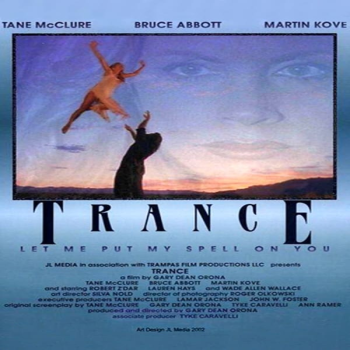 TANE McCLURE BRUCE ABBOTT MARTIN KOVE
TRANCE
LET ME PUT MY SPELL ON YOU
JL MEDIA in association with TRAMPAS FILM PRODUCTIONS LLC presents
TRANCE
a film by GARY DEAN ORONA
TANE McCLURE BRUCE ABBOTT MARTIN KOVE
and starring ROBERT Z'DAR LAUREN HAYS and WADE ALLEN WALLACE
art director SILVA NOLD director of photography ROGER OLKOWSKI
executive producers TANE McCLURE LAMAR JACKSON JOHN W. FOSTER
original screenplay by TANE McCLURE GARY DEAN ORONA TYKE CARAVELLI ANN RAMER
produced and directed by GARY DEAN ORONA
associate producer TYKE CARAVELLI
Art Design JL Media 2002